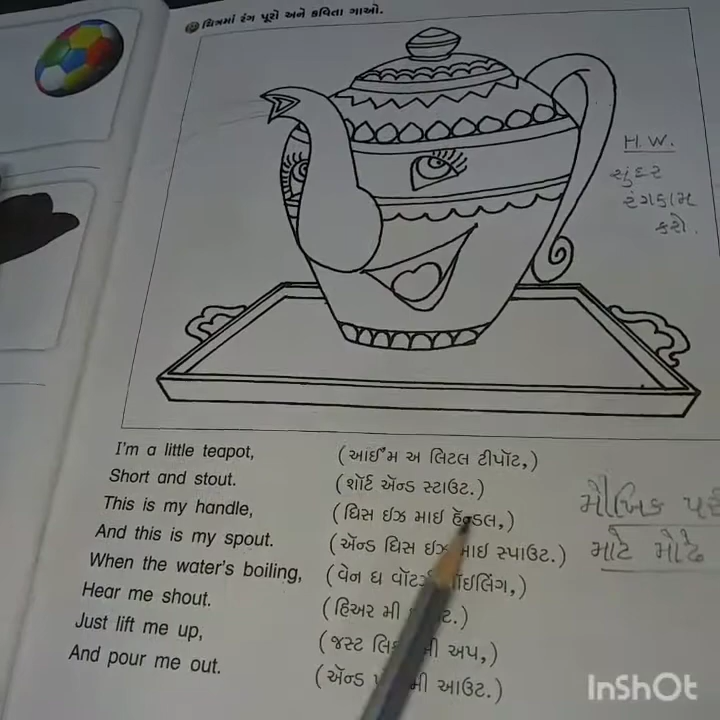 ચિત્રમાં રંગ પૂરો અને કવિતા ગાઓ.
H.W.
સુંદર
રંગકામ
કરો.
I'm a little teapot,
(આઈ'મ અ લિટલ ટીપૉટ,)
Short and stout.
(શૉર્ટ ઍન્ડ સ્ટાઉટ.)
This is my handle,
(ધિસ ઇઝ માઇ હૅન્ડલ,)
And this is my spout.
(ઍન્ડ ધિસ ઇઝ માઇ સ્પાઉટ.)
When the water's boiling,
(વેન ધ
Hear me shout.
(હિઅર મી
Just lift me up,
(જસ્ટ અપ,)
And pour me out.
(ઍન્ડ મી આઉટ.)
મૌખિક
માટે મોઢે
InShOt